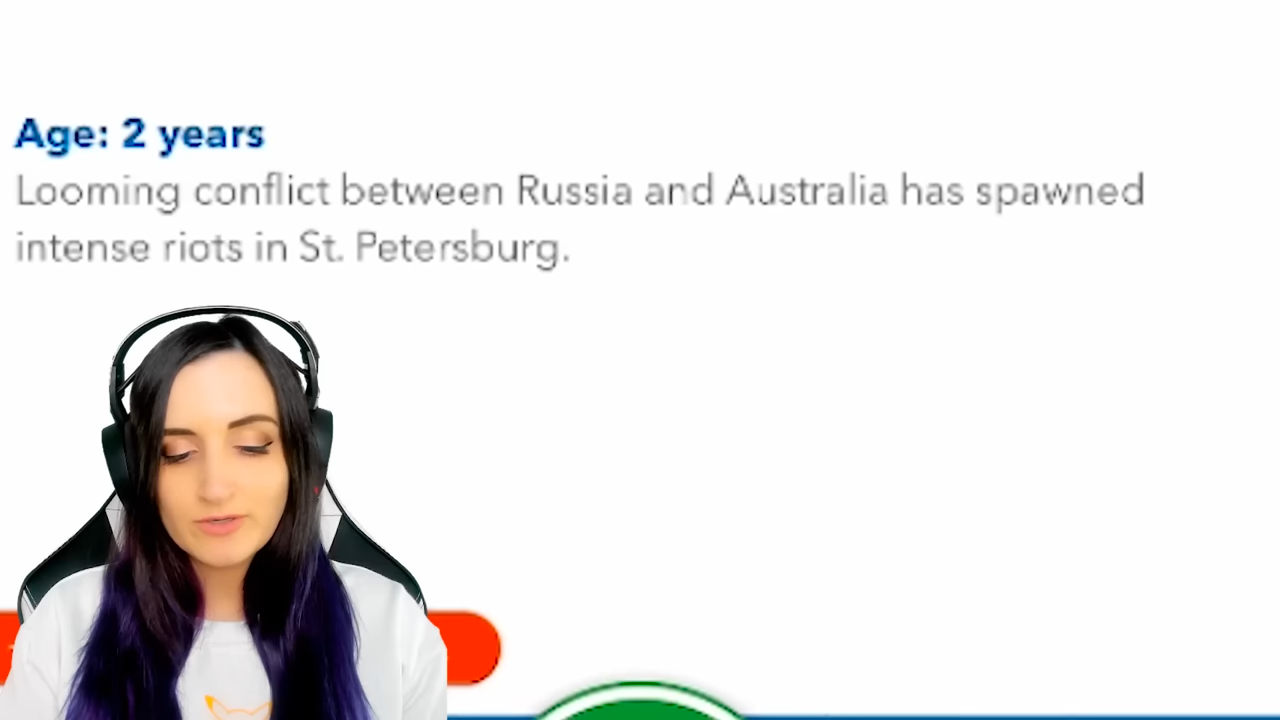 Age: 2 years
Looming conflict between Russia and Australia has spawned
intense riots in St. Petersburg.